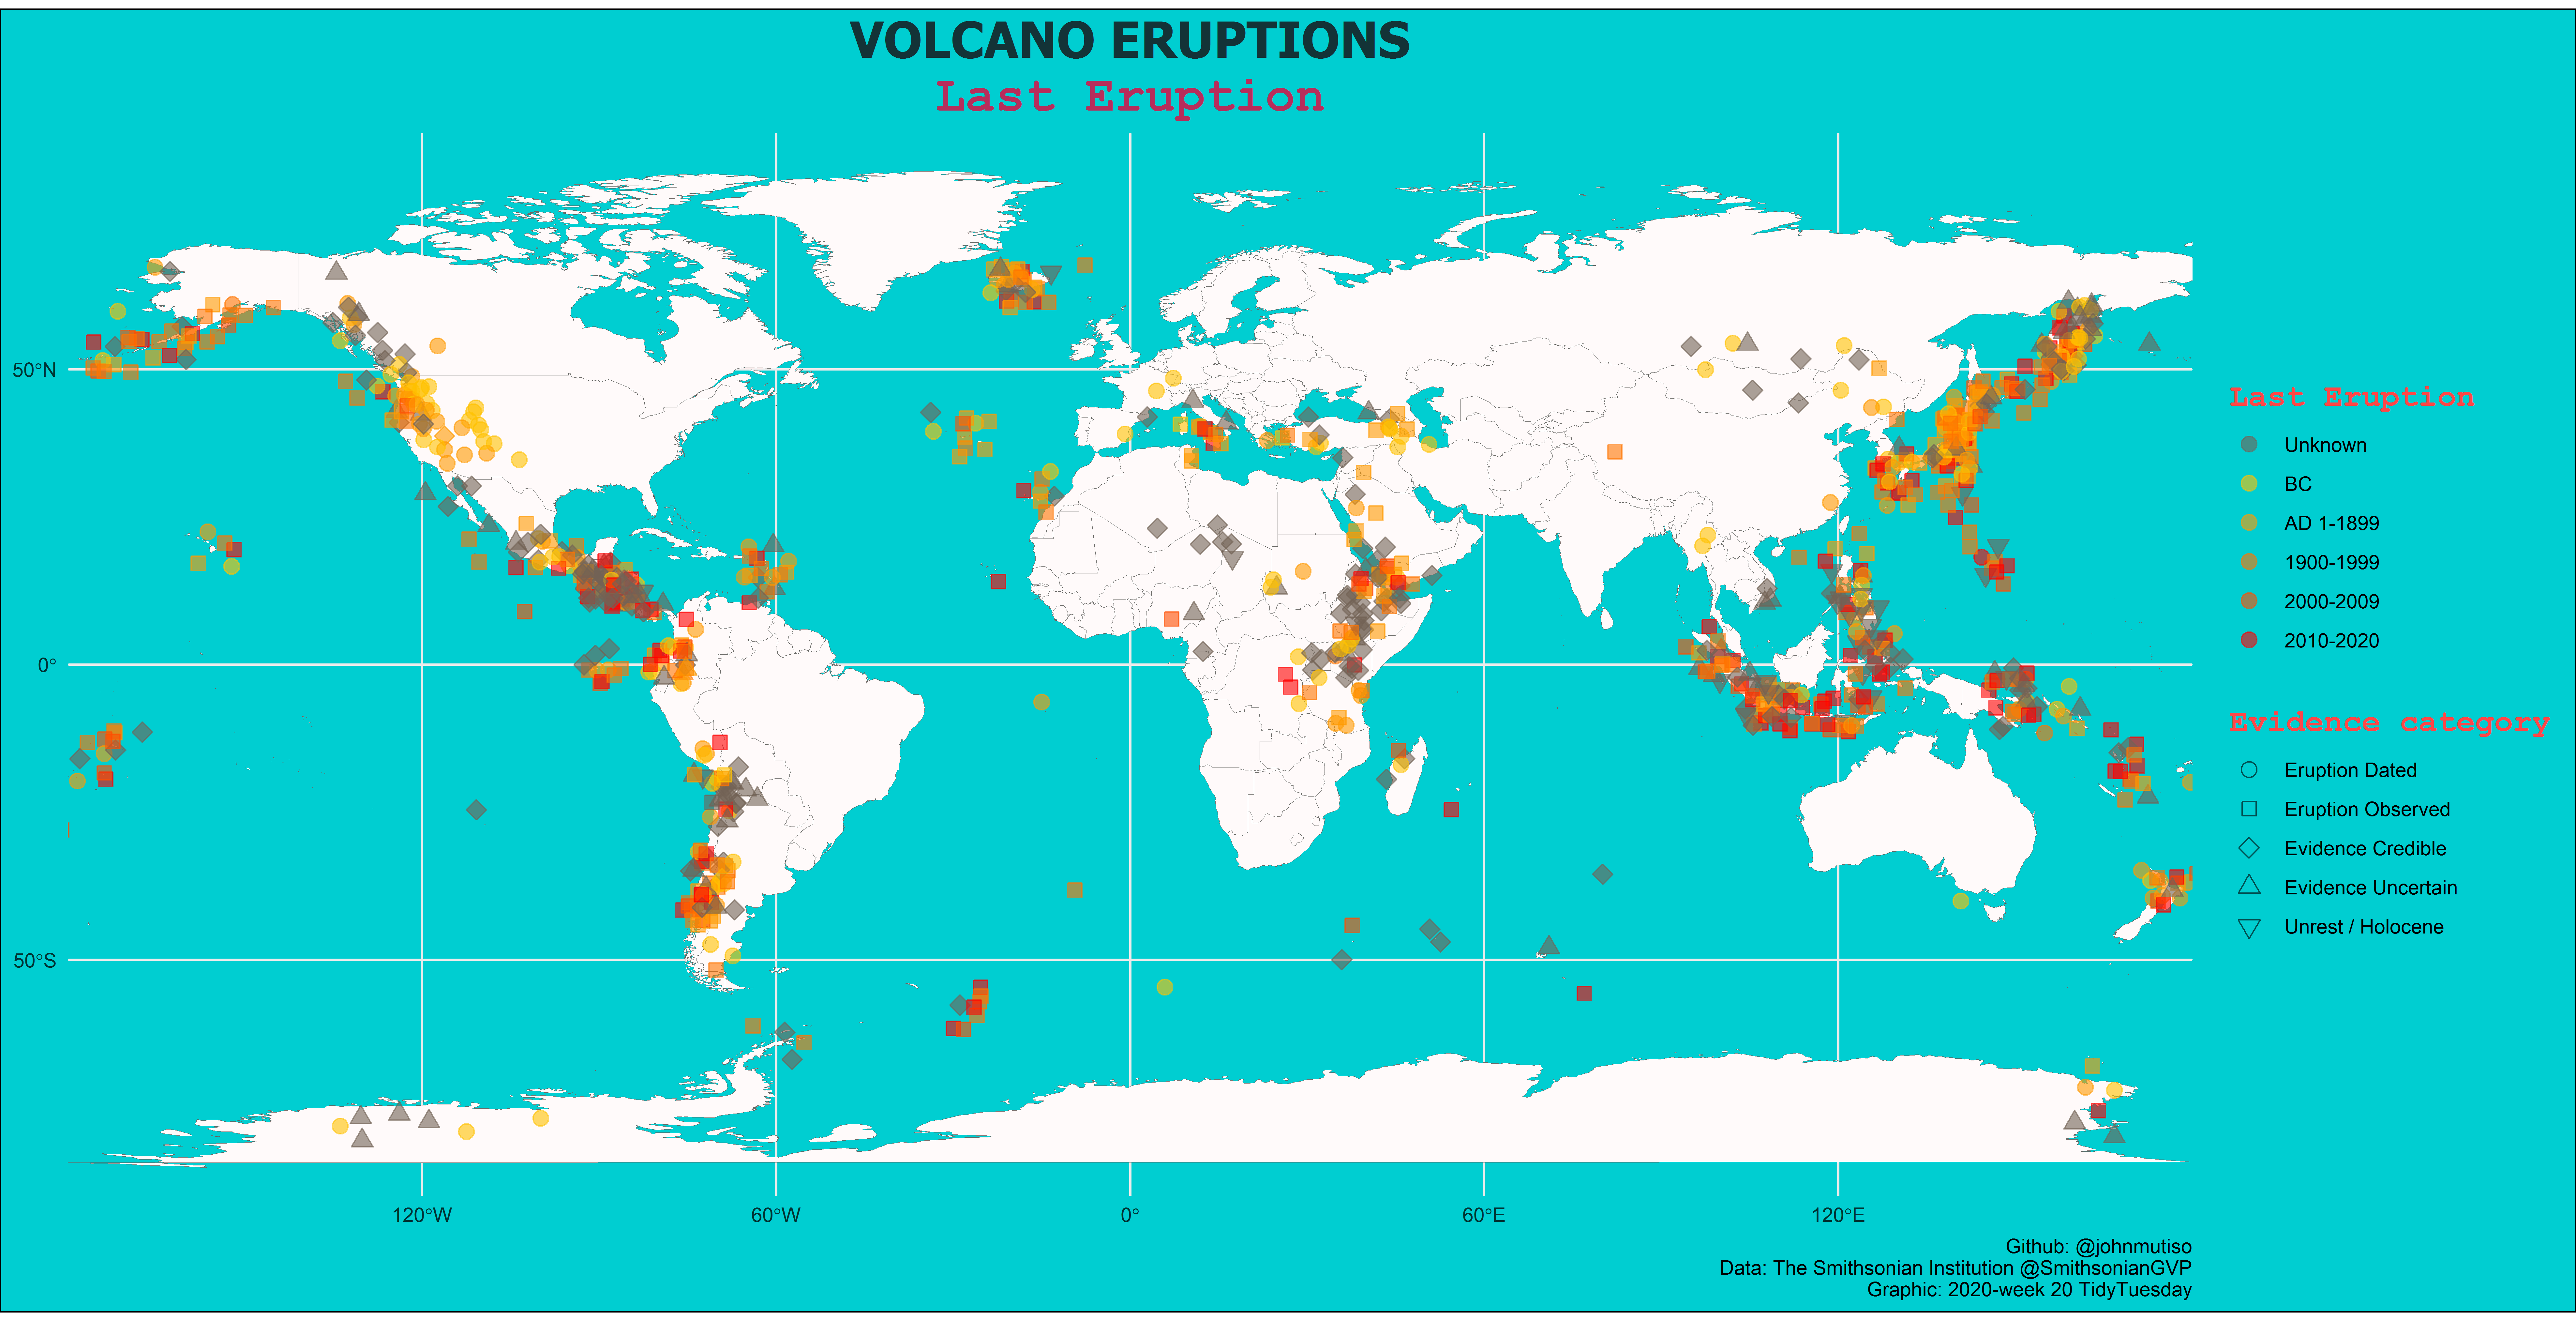 VOLCANO ERUPTIONS
Last Eruption
50°N
0°
50°S
120°W
60°W
0°
60°E
120°E
Last Eruption
Unknown
BC
AD 1-1899
1900-1999
2000-2009
2010-2020
Evidence category
Eruption Dated
Eruption Observed
Evidence Credible
Evidence Uncertain
Unrest / Holocene
Github: @johnmutiso
Data: The Smithsonian Institution @SmithsonianGVP
Graphic: 2020-week 20 TidyTuesday